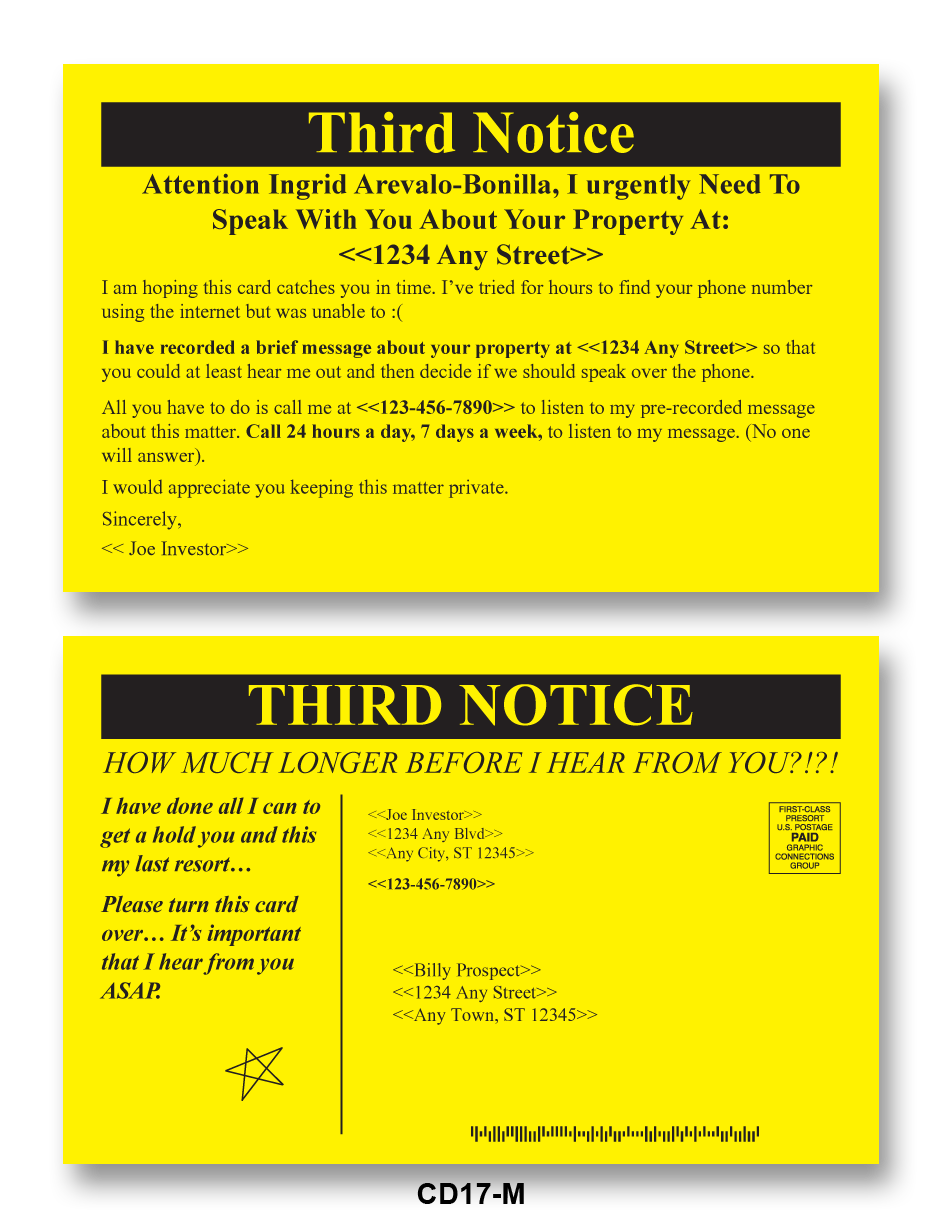 Third Notice
Attention Ingrid Arevalo-Bonilla, I urgently Need To
Speak With You About Your Property At:
<<1234 Any Street>>
I am hoping this card catches you in time. I’ve tried for hours to find your phone number
using the internet but was unable to :(
I have recorded a brief message about your property at <<1234 Any Street>> so that
you could at least hear me out and then decide if we should speak over the phone.
All you have to do is call me at <<123-456-7890>> to listen to my pre-recorded message
about this matter. Call 24 hours a day, 7 days a week, to listen to my message. (No one
will answer).
I would appreciate you keeping this matter private.
Sincerely,
<< Joe Investor>>
THIRD NOTICE
HOW MUCH LONGER BEFORE I HEAR FROM YOU?!?!
I have done all I can to
get a hold you and this
my last resort…
Please turn this card
over… It’s important
that I hear from you
ASAP.
<<Joe Investor>>
<<1234 Any Blvd>>
<<Any City, ST 12345>>
<<123-456-7890>>
FIRST-CLASS
PRESORT
U.S. POSTAGE
PAID
GRAPHIC
CONNECTIONS
GROUP
<<Billy Prospect>>
<<1234 Any Street>>
<<Any Town, ST 12345>>
CD17-M